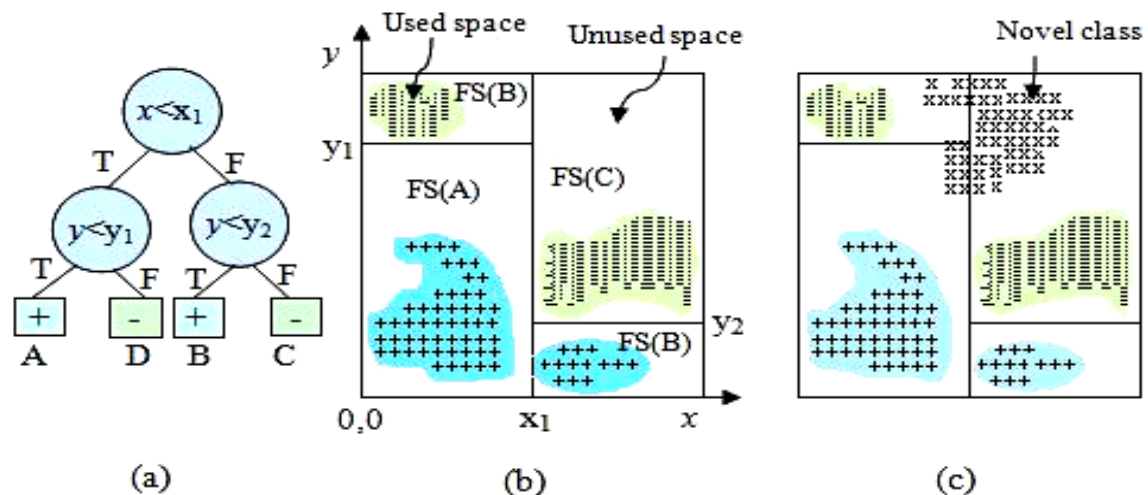 x<x₁
T
F
y<y₁
y<y₂
T
F
T
F
+
-
+
-
A
D
B
C
(a)
Used space
Unused space
y
FS(B)
y₁
FS(A)
FS(C)
y₂
FS(B)
0,0
x₁
x
(b)
Novel class
(c)